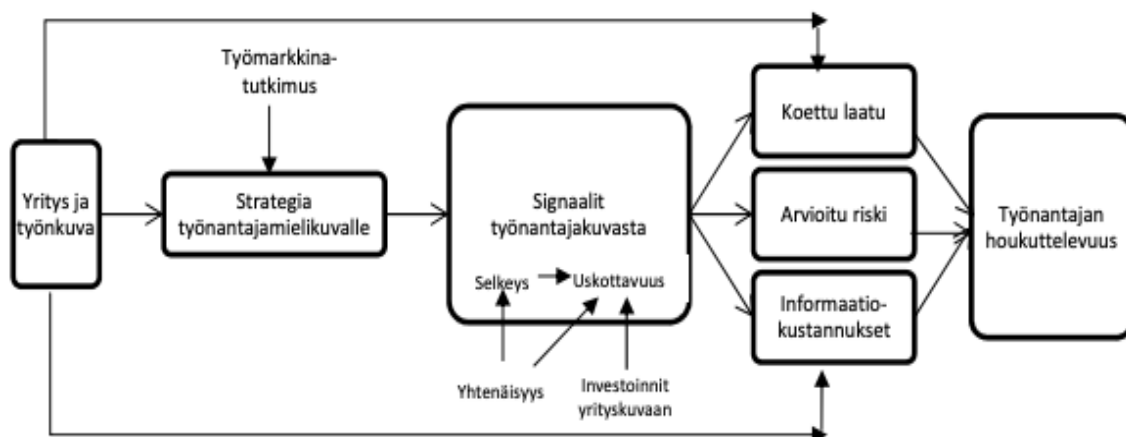 Työmarkkina-
tutkimus
Yritys ja
työnkuva
Strategia
työnantajamielikuvalle
Signaalit
työnantajakuvasta
Selkeys
Uskottavuus
Yhtenäisyys
Investoinnit
yrityskuvaan
Koettu laatu
Arvioitu riski
Informaatio-
kustannukset
Työnantajan
houkuttelevuus